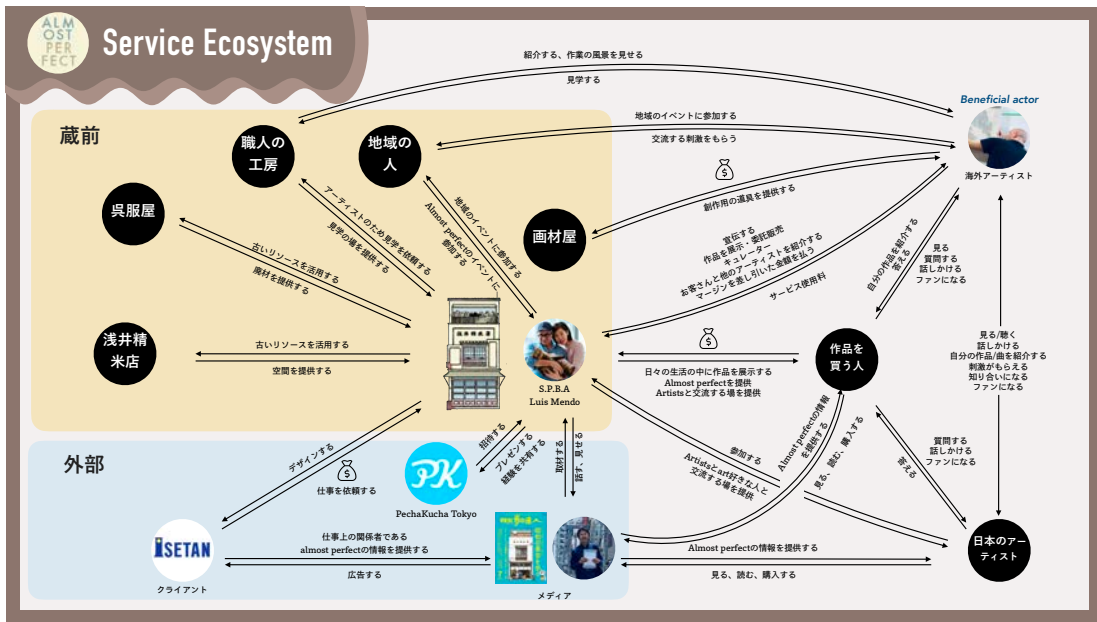 ALM
OST
PER
FECT
Service Ecosystem
紹介する、作業の風景を見せる
見学する
Beneficial actor
海外アーティスト
蔵前
職人の
工房
地域の
人
呉服屋
画材屋
浅井精
米店
地域のイベントに参加する
交流する刺激をもらう
創作用の道具を提供する
アーティストのため見学を依頼する
見学の場を提供する
地域のイベントに参加する
Almost perfectのイベントに
参加する
古いリソースを活用する
廃材を提供する
宣伝する
作品を展示・委託販売
キュレーター
お客さんと他のアーティストを紹介する
マージンを差し引いた金額を払う
サービス使用料
自分の作品を紹介する
答える
見る
質問する
話しかける
ファンになる
古いリソースを活用する
空間を提供する
S.P.B.A
Luis Mendo
日々の生活の中に作品を展示する
Almost perfectを提供
Artistsと交流する場を提供
作品を
買う人
見る/聴く
話しかける
自分の作品/曲を紹介する
刺激がもらえる
知り合いになる
ファンになる
外部
デザインする
仕事を依頼する
招待する
プレゼンする
経験を共有する
取材する
話す、見せる
PechaKucha Tokyo
参加する
Artistsとart好きな人と
交流する場を提供
Almost perfectの情報
を提供する
見る、読む、購入する
質問する
話しかける
ファンになる
答える
ISETAN
クライアント
仕事上の関係者である
almost perfectの情報を提供する
広告する
メディア
Almost perfectの情報を提供する
見る、読む、購入する
日本のアー
ティスト